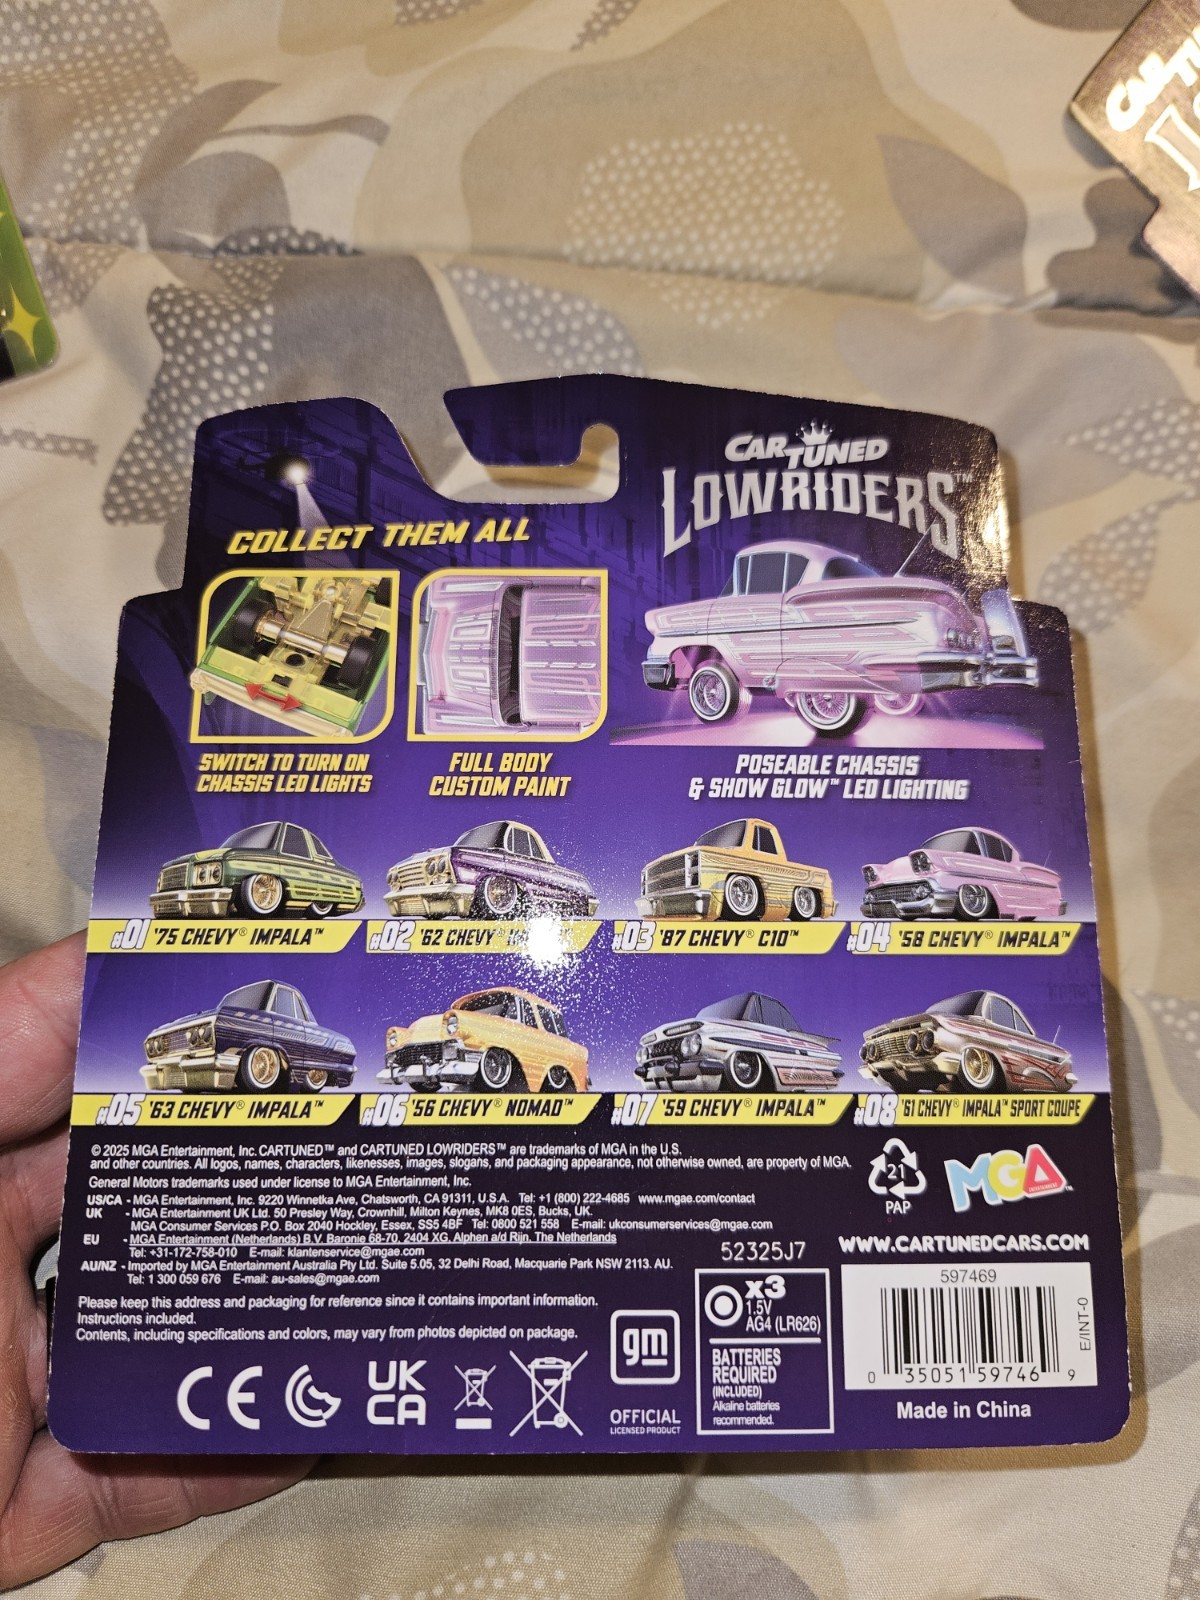 CARTUNED
LOWRIDERS™
COLLECT THEM ALL
SWITCH TO TURN ON
CHASSIS LED LIGHTS
FULL BODY
CUSTOM PAINT
POSEABLE CHASSIS
& SHOW GLOW™ LED LIGHTING
#01 '75 CHEVY® IMPALA™
#02 '62 CHEVY
#03 '87 CHEVY® C10™
#04 '58 CHEVY® IMPALA™
#05 '63 CHEVY® IMPALA™
#06 '56 CHEVY® NOMAD™
#07 '59 CHEVY® IMPALA™
#08 '61 CHEVY® IMPALA™ SPORT COUPE
© 2025 MGA Entertainment, Inc. CARTUNED™ and CARTUNED LOWRIDERS™ are trademarks of MGA in the U.S.
and other countries. All logos, names, characters, likenesses, images, slogans, and packaging appearance, not otherwise owned, are property of MGA.
General Motors trademarks used under license to MGA Entertainment, Inc.
US/CA - MGA Entertainment, Inc. 9220 Winnetka Ave, Chatsworth, CA 91311, U.S.A. Tel: +1 (800) 222-4685 www.mgae.com/contact
UK - MGA Entertainment UK Ltd. 50 Presley Way, Crownhill, Milton Keynes, MK8 0ES, Bucks, UK.
MGA Consumer Services P.O. Box 2040 Hockley, Essex, SS5 4BF Tel: 0800 521 558 E-mail: ukconsumerservices@mgae.com
EU - MGA Entertainment (Netherlands) B.V. Baronie 68-70, 2404 XG, Alphen a/d Rijn, The Netherlands
Tel: +31-172-758-010 E-mail: klantenservice@mgae.com
AU/NZ - Imported by MGA Entertainment Australia Pty Ltd. Suite 5.05, 32 Delhi Road, Macquarie Park NSW 2113. AU.
Tel: 1 300 059 676 E-mail: au-sales@mgae.com
Please keep this address and packaging for reference since it contains important information.
Instructions included.
Contents, including specifications and colors, may vary from photos depicted on package.
21
PAP
MGA
52325J7
WWW.CARTUNEDCARS.COM
CE
UK
CA
gm
OFFICIAL
LICENSED PRODUCT
x3
1.5V
AG4 (LR626)
BATTERIES
REQUIRED
(INCLUDED)
Alkaline batteries
recommended.
597469
0 35051 59746 9
E/INT-0
Made in China